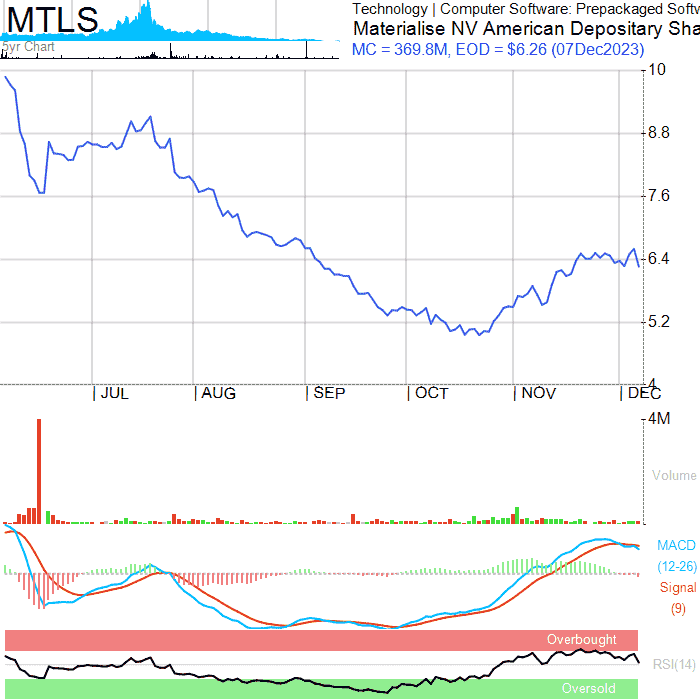 MTLS
5yr Chart
Technology | Computer Software: Prepackaged Softw
Materialise NV American Depositary Sha
MC = 369.8M, EOD = $6.26 (07Dec2023)
10
8.8
7.6
6.4
5.2
4
JUL
AUG
SEP
OCT
NOV
DEC
4M
Volume
MACD
(12-26)
Signal
(9)
Overbought
RSI(14)
Oversold